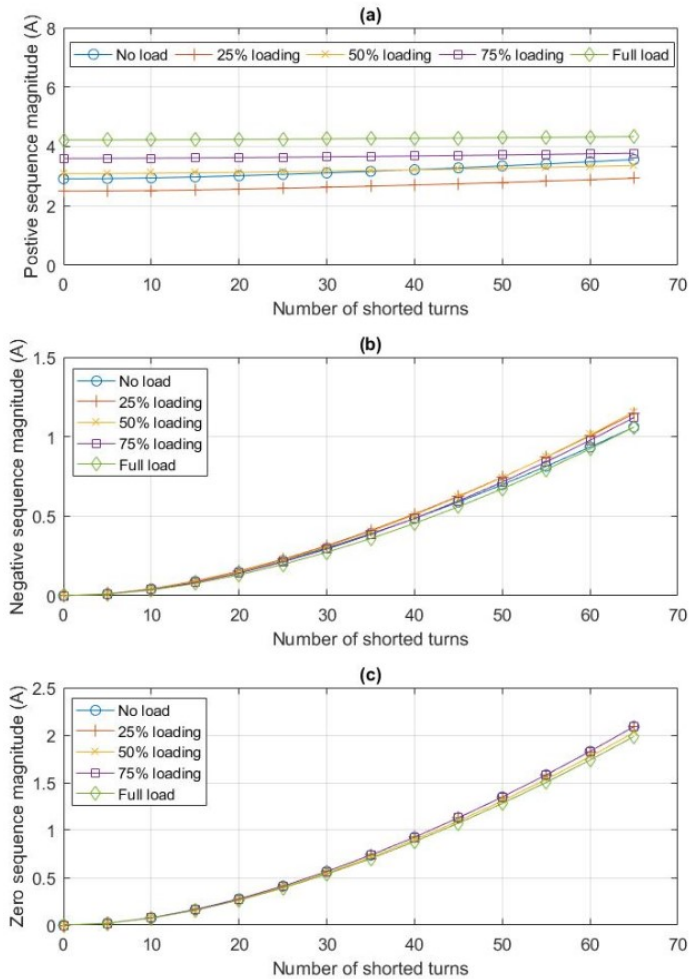 (a)
Postive sequence magnitude (A)
8
6
4
2
0
No load 25% loading 50% loading 75% loading Full load
0 10 20 30 40 50 60 70
Number of shorted turns
(b)
Negative sequence magnitude (A)
1.5
1
0.5
0
No load
25% loading
50% loading
75% loading
Full load
0 10 20 30 40 50 60 70
Number of shorted turns
(c)
Zero sequence magnitude (A)
2.5
2
1.5
1
0.5
0
No load
25% loading
50% loading
75% loading
Full load
0 10 20 30 40 50 60 70
Number of shorted turns